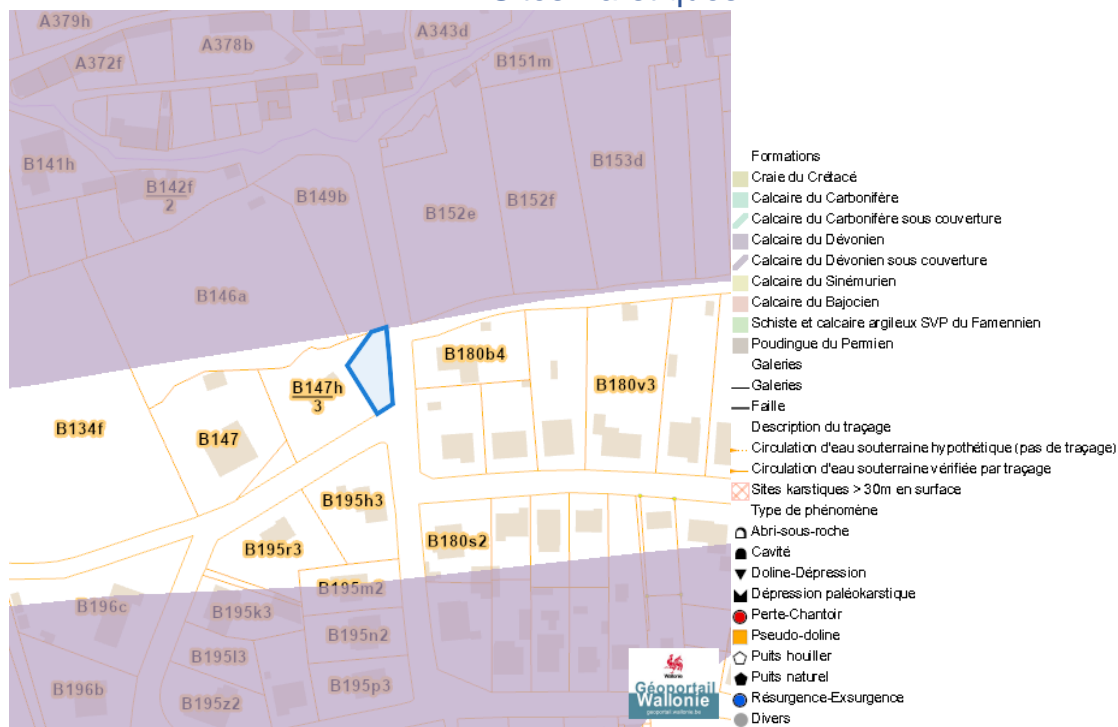 A379h
A378b
A343d
A372f
B151m
B141h
B142f
2
B149b
B153d
B152f
B152e
B146a
B180b4
B147h
3
B180v3
B134f
B147
B195h3
B180s2
B195r3
B195m2
B196c
B195k3
B195n2
B195l3
B196b
B195p3
B195z2
Wallonie
Géoportail
Wallonie
geoportail.wallonie.be
Formations
Craie du Crétacé
Calcaire du Carbonifère
Calcaire du Carbonifère sous couverture
Calcaire du Dévonien
Calcaire du Dévonien sous couverture
Calcaire du Sinémurien
Calcaire du Bajocien
Schiste et calcaire argileux SVP du Famennien
Poudingue du Permien
Galeries
Galeries
Faille
Description du traçage
Circulation d'eau souterraine hypothétique (pas de traçage)
Circulation d'eau souterraine vérifiée par traçage
Sites karstiques > 30m en surface
Type de phénomène
Abri-sous-roche
Cavité
Doline-Dépression
Dépression paléokarstique
Perte-Chantoir
Pseudo-doline
Puits houiller
Puits naturel
Résurgence-Exsurgence
Divers